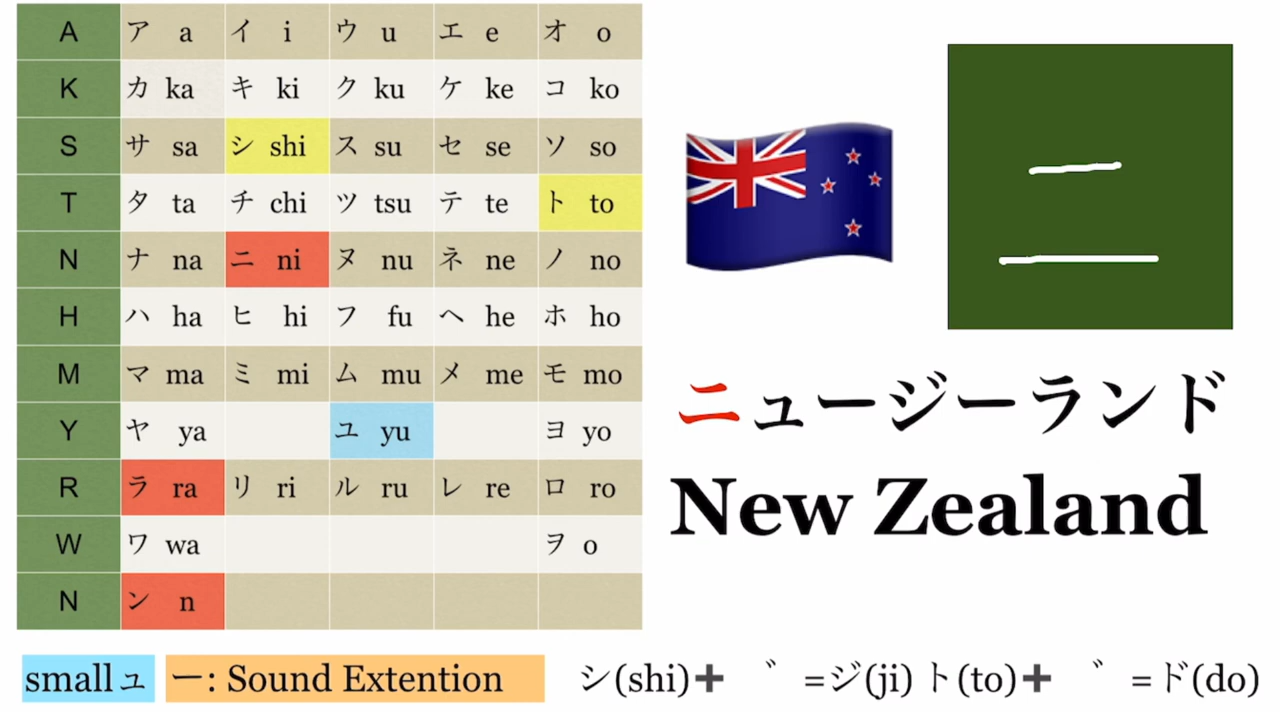 A ア a イ i ウ u エ e オ o
K カ ka キ ki ク ku ケ ke コ ko
S サ sa シ shi ス su セ se ソ so
T タ ta チ chi ツ tsu テ te ト to
N ナ na ニ ni ヌ nu ネ ne ノ no
H ハ ha ヒ hi フ fu ヘ he ホ ho
M マ ma ミ mi ム mu メ me モ mo
Y ヤ ya ユ yu ヨ yo
R ラ ra リ ri ル ru レ re ロ ro
W ワ wa ヲ o
N ン n
ニ
ニュージーランド
New Zealand
small ュ ー: Sound Extention シ(shi)➕ ゛ =ジ(ji) ト(to)➕ ゛ =ド(do)